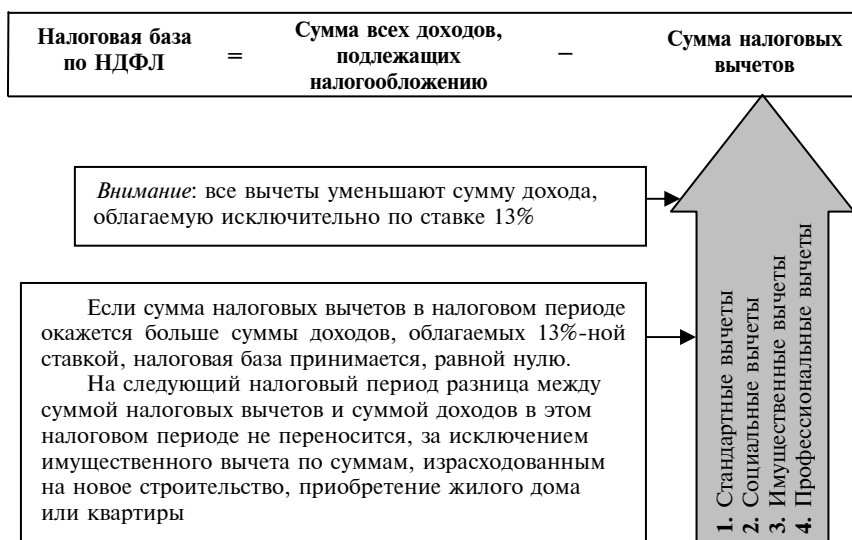 Налоговая база
по НДФЛ
=
Сумма всех доходов,
подлежащих
налогообложению
–
Сумма налоговых
вычетов
Внимание: все вычеты уменьшают сумму дохода,
облагаемую исключительно по ставке 13%
Если сумма налоговых вычетов в налоговом периоде
окажется больше суммы доходов, облагаемых 13%-ной
ставкой, налоговая база принимается, равной нулю.
На следующий налоговый период разница между
суммой налоговых вычетов и суммой доходов в этом
налоговом периоде не переносится, за исключением
имущественного вычета по суммам, израсходованным
на новое строительство, приобретение жилого дома
или квартиры
1. Стандартные вычеты
2. Социальные вычеты
3. Имущественные вычеты
4. Профессиональные вычеты